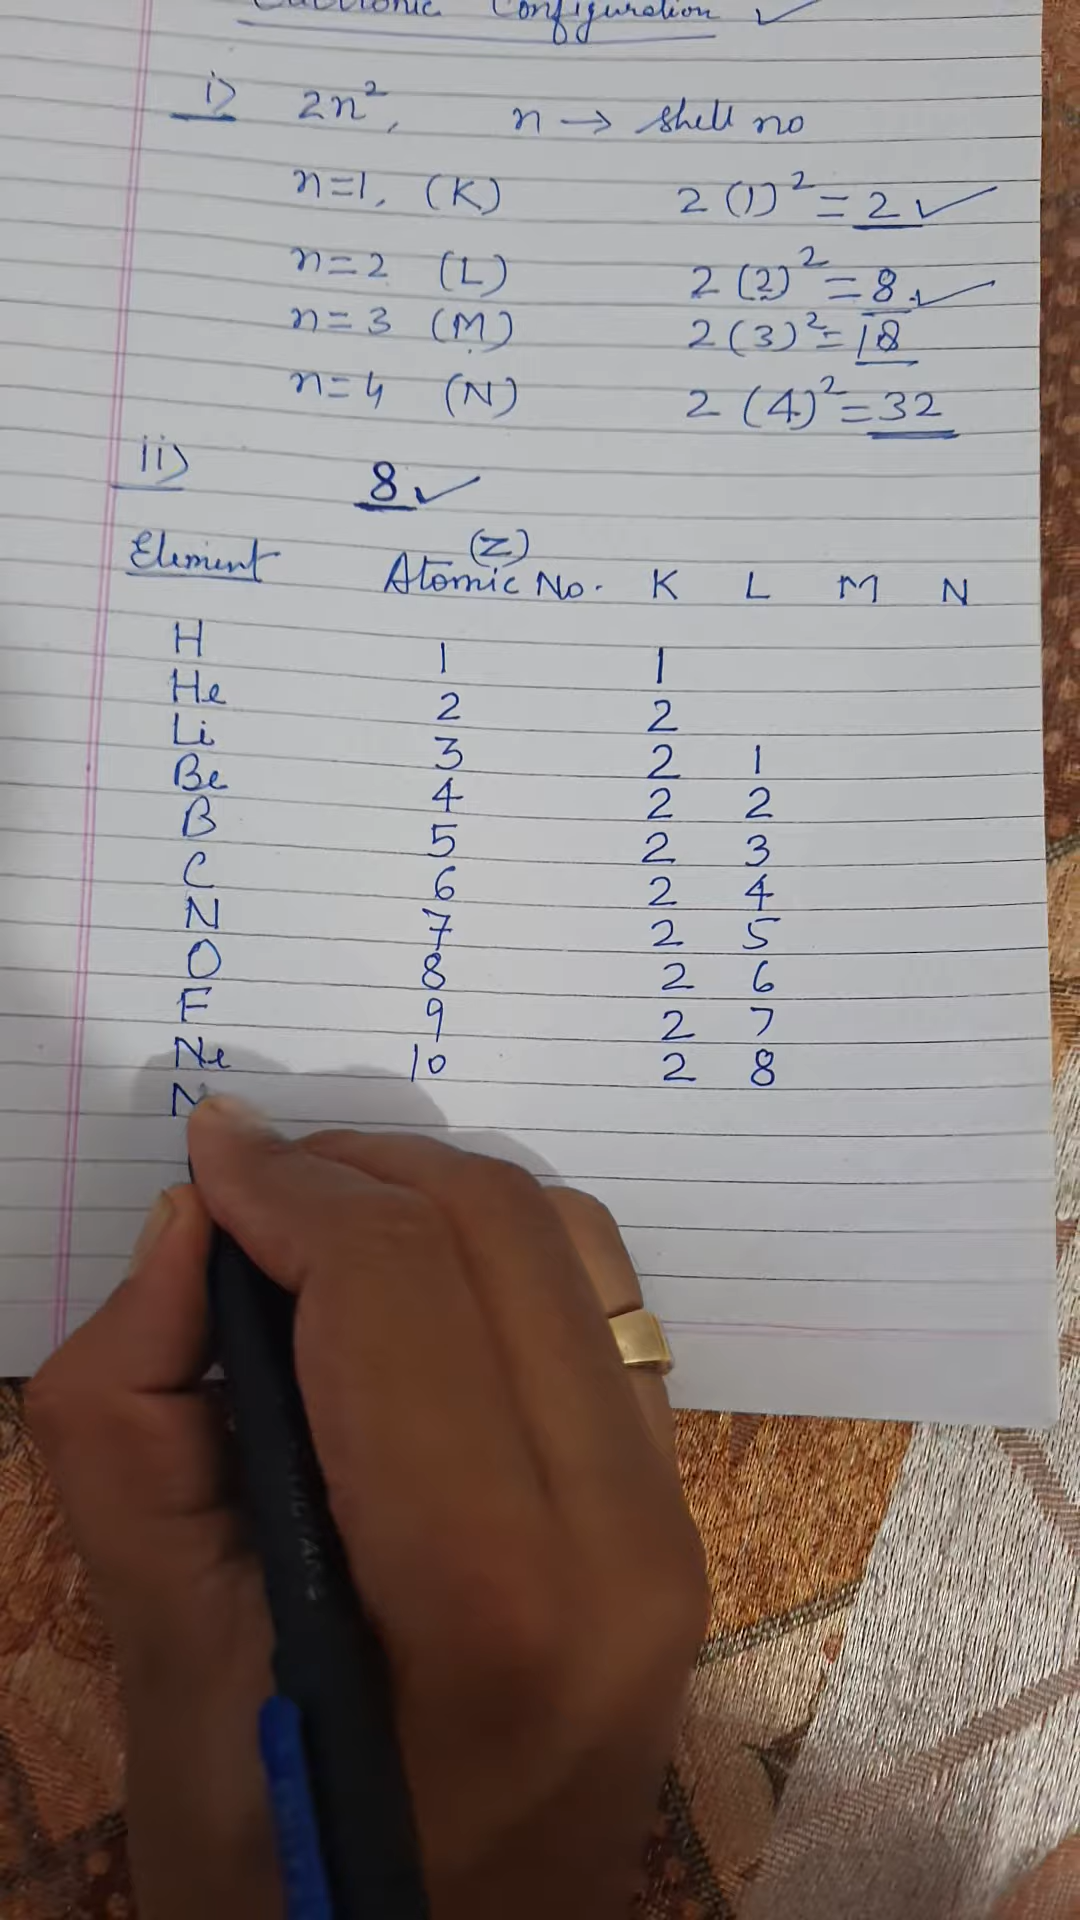 Electronic Configuration ✓
i) 2n², n → shell no
n=1, (K) 2(1)² = 2 ✓
n=2 (L) 2(2)² = 8 ✓
n=3 (M) 2(3)² = 18
n=4 (N) 2(4)² = 32
ii) 8 ✓
(Z)
Element Atomic No. K L M N
H 1 1
He 2 2
Li 3 2 1
Be 4 2 2
B 5 2 3
C 6 2 4
N 7 2 5
O 8 2 6
F 9 2 7
Ne 10 2 8
N